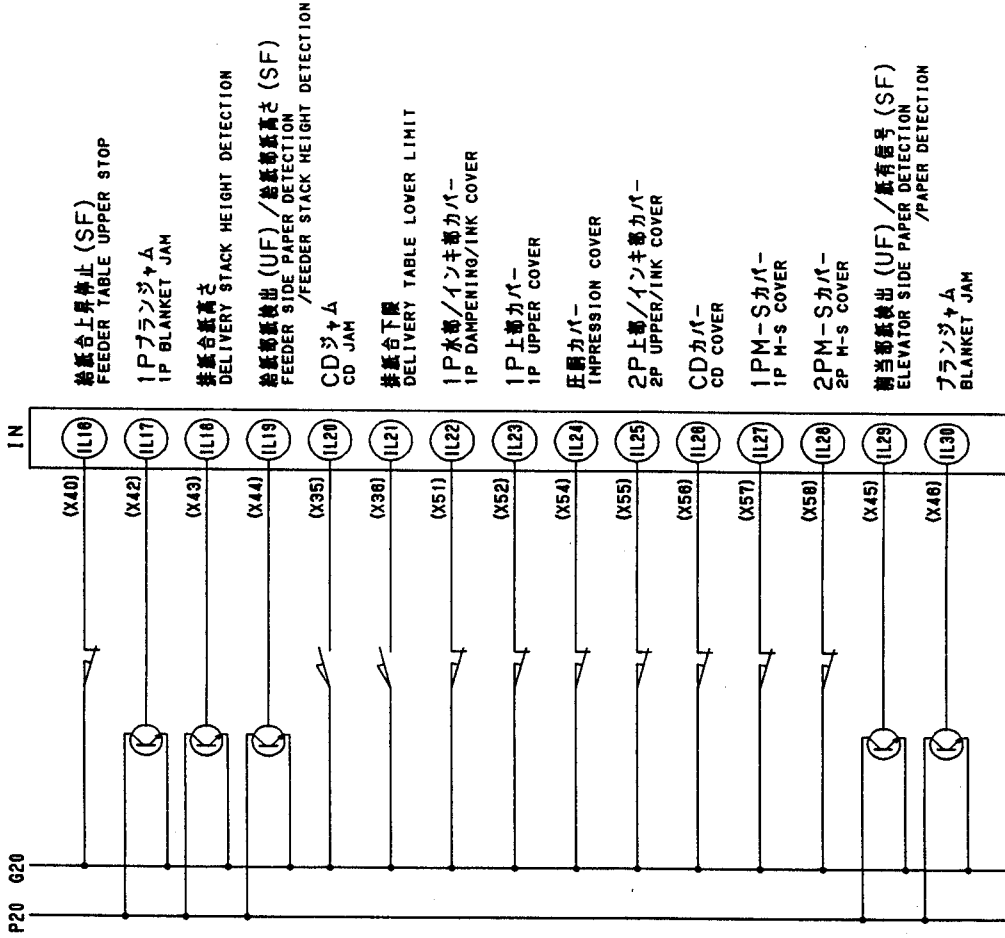 P20 G20
IN
(X40) IL16 給紙台上昇停止 (SF)
FEEDER TABLE UPPER STOP
(X42) IL17 1Pブランジャム
1P BLANKET JAM
(X43) IL18 排紙台紙高さ
DELIVERY STACK HEIGHT DETECTION
(X44) IL19 給紙部紙検出 (UF) /給紙部紙高さ (SF)
FEEDER SIDE PAPER DETECTION
/FEEDER STACK HEIGHT DETECTION
(X35) IL20 CDジャム
CD JAM
(X36) IL21 排紙台下限
DELIVERY TABLE LOWER LIMIT
(X51) IL22 1P水部/インキ部カバー
1P DAMPENING/INK COVER
(X52) IL23 1P上部カバー
1P UPPER COVER
(X54) IL24 圧胴カバー
IMPRESSION COVER
(X55) IL25 2P上部/インキ部カバー
2P UPPER/INK COVER
(X56) IL26 CDカバー
CD COVER
(X57) IL27 1PM-Sカバー
1P M-S COVER
(X58) IL28 2PM-Sカバー
2P M-S COVER
(X45) IL29 前当部紙検出 (UF) /紙有信号 (SF)
ELEVATOR SIDE PAPER DETECTION
/PAPER DETECTION
(X46) IL30 ブランジャム
BLANKET JAM